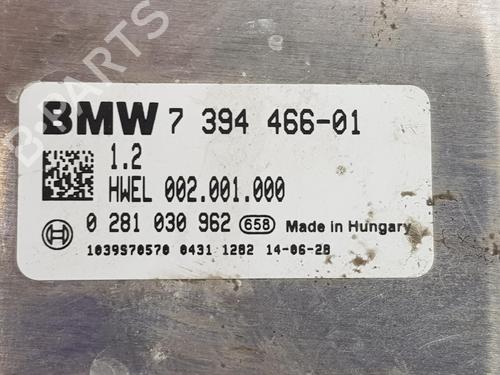 B-PARTS
BMW 7 394 466-01
1.2
HWEL 002.001.000
0 281 030 962 658 Made in Hungary
1039S70570 0431 1282 14-06-28